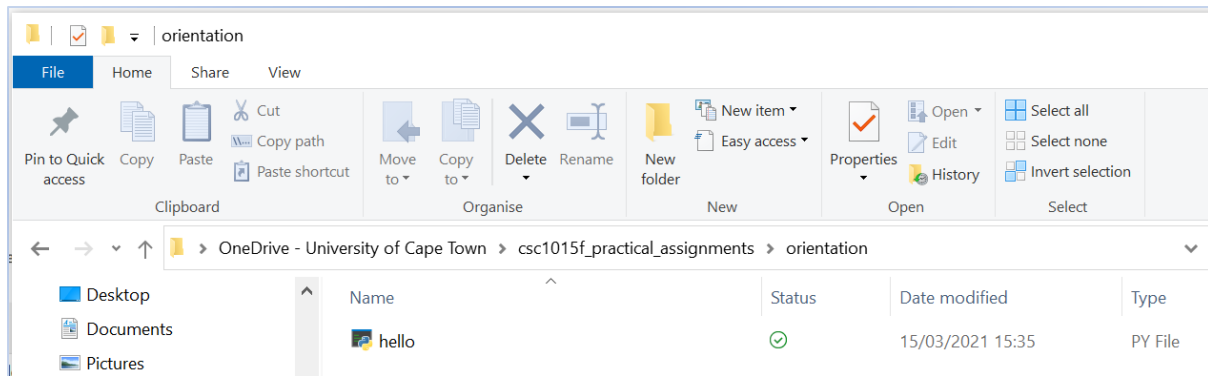 orientation
File Home Share View
Pin to Quick access
Copy
Paste
Cut
Copy path
Paste shortcut
Clipboard
Move to
Copy to
Delete
Rename
Organise
New folder
New item
Easy access
New
Properties
Open
Edit
History
Open
Select all
Select none
Invert selection
Select
OneDrive - University of Cape Town > csc1015f_practical_assignments > orientation
Desktop
Documents
Pictures
Name Status Date modified Type
hello 15/03/2021 15:35 PY File